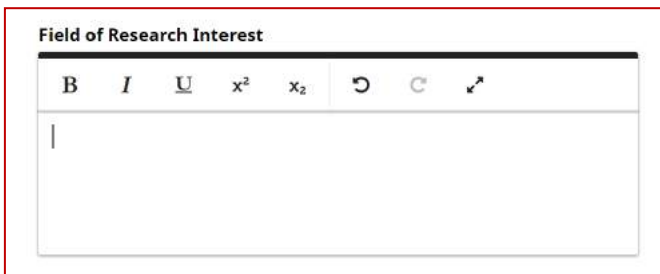 Field of Research Interest
B I U x² x₂